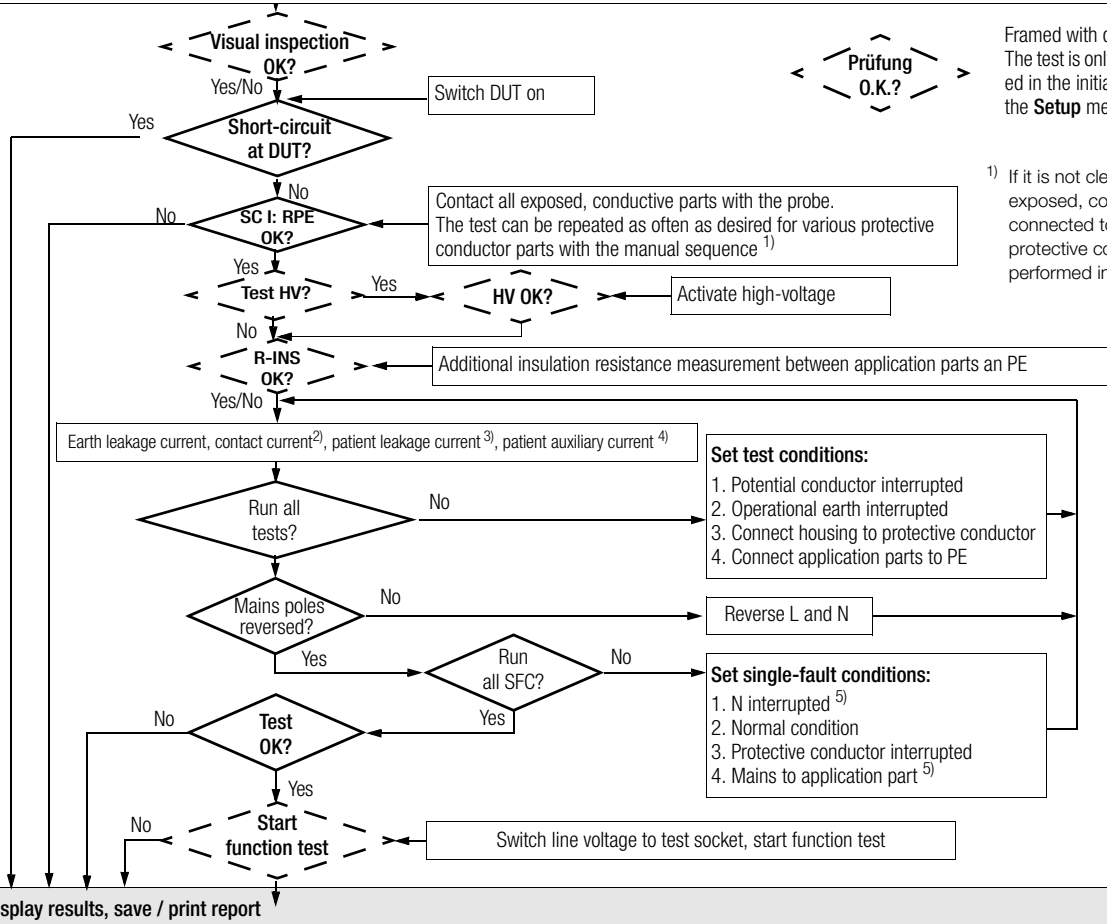 Visual inspection
OK?
Yes/No
Switch DUT on
Prüfung
O.K.?
Framed with
The test is only
ed in the initia
the Setup me
Yes
Short-circuit
at DUT?
No
No
SC I: RPE
OK?
Contact all exposed, conductive parts with the probe.
The test can be repeated as often as desired for various protective
conductor parts with the manual sequence 1)
1) If it is not cle
exposed, co
connected to
protective co
performed in
Yes
Test HV?
Yes
HV OK?
Activate high-voltage
No
R-INS
OK?
Additional insulation resistance measurement between application parts an PE
Yes/No
Earth leakage current, contact current2), patient leakage current 3), patient auxiliary current 4)
Run all
tests?
No
Set test conditions:
1. Potential conductor interrupted
2. Operational earth interrupted
3. Connect housing to protective conductor
4. Connect application parts to PE
Mains poles
reversed?
No
Reverse L and N
Yes
Run
all SFC?
No
Set single-fault conditions:
1. N interrupted 5)
2. Normal condition
3. Protective conductor interrupted
4. Mains to application part 5)
Yes
No
Test
OK?
Yes
No
Start
function test
Switch line voltage to test socket, start function test
splay results, save / print report